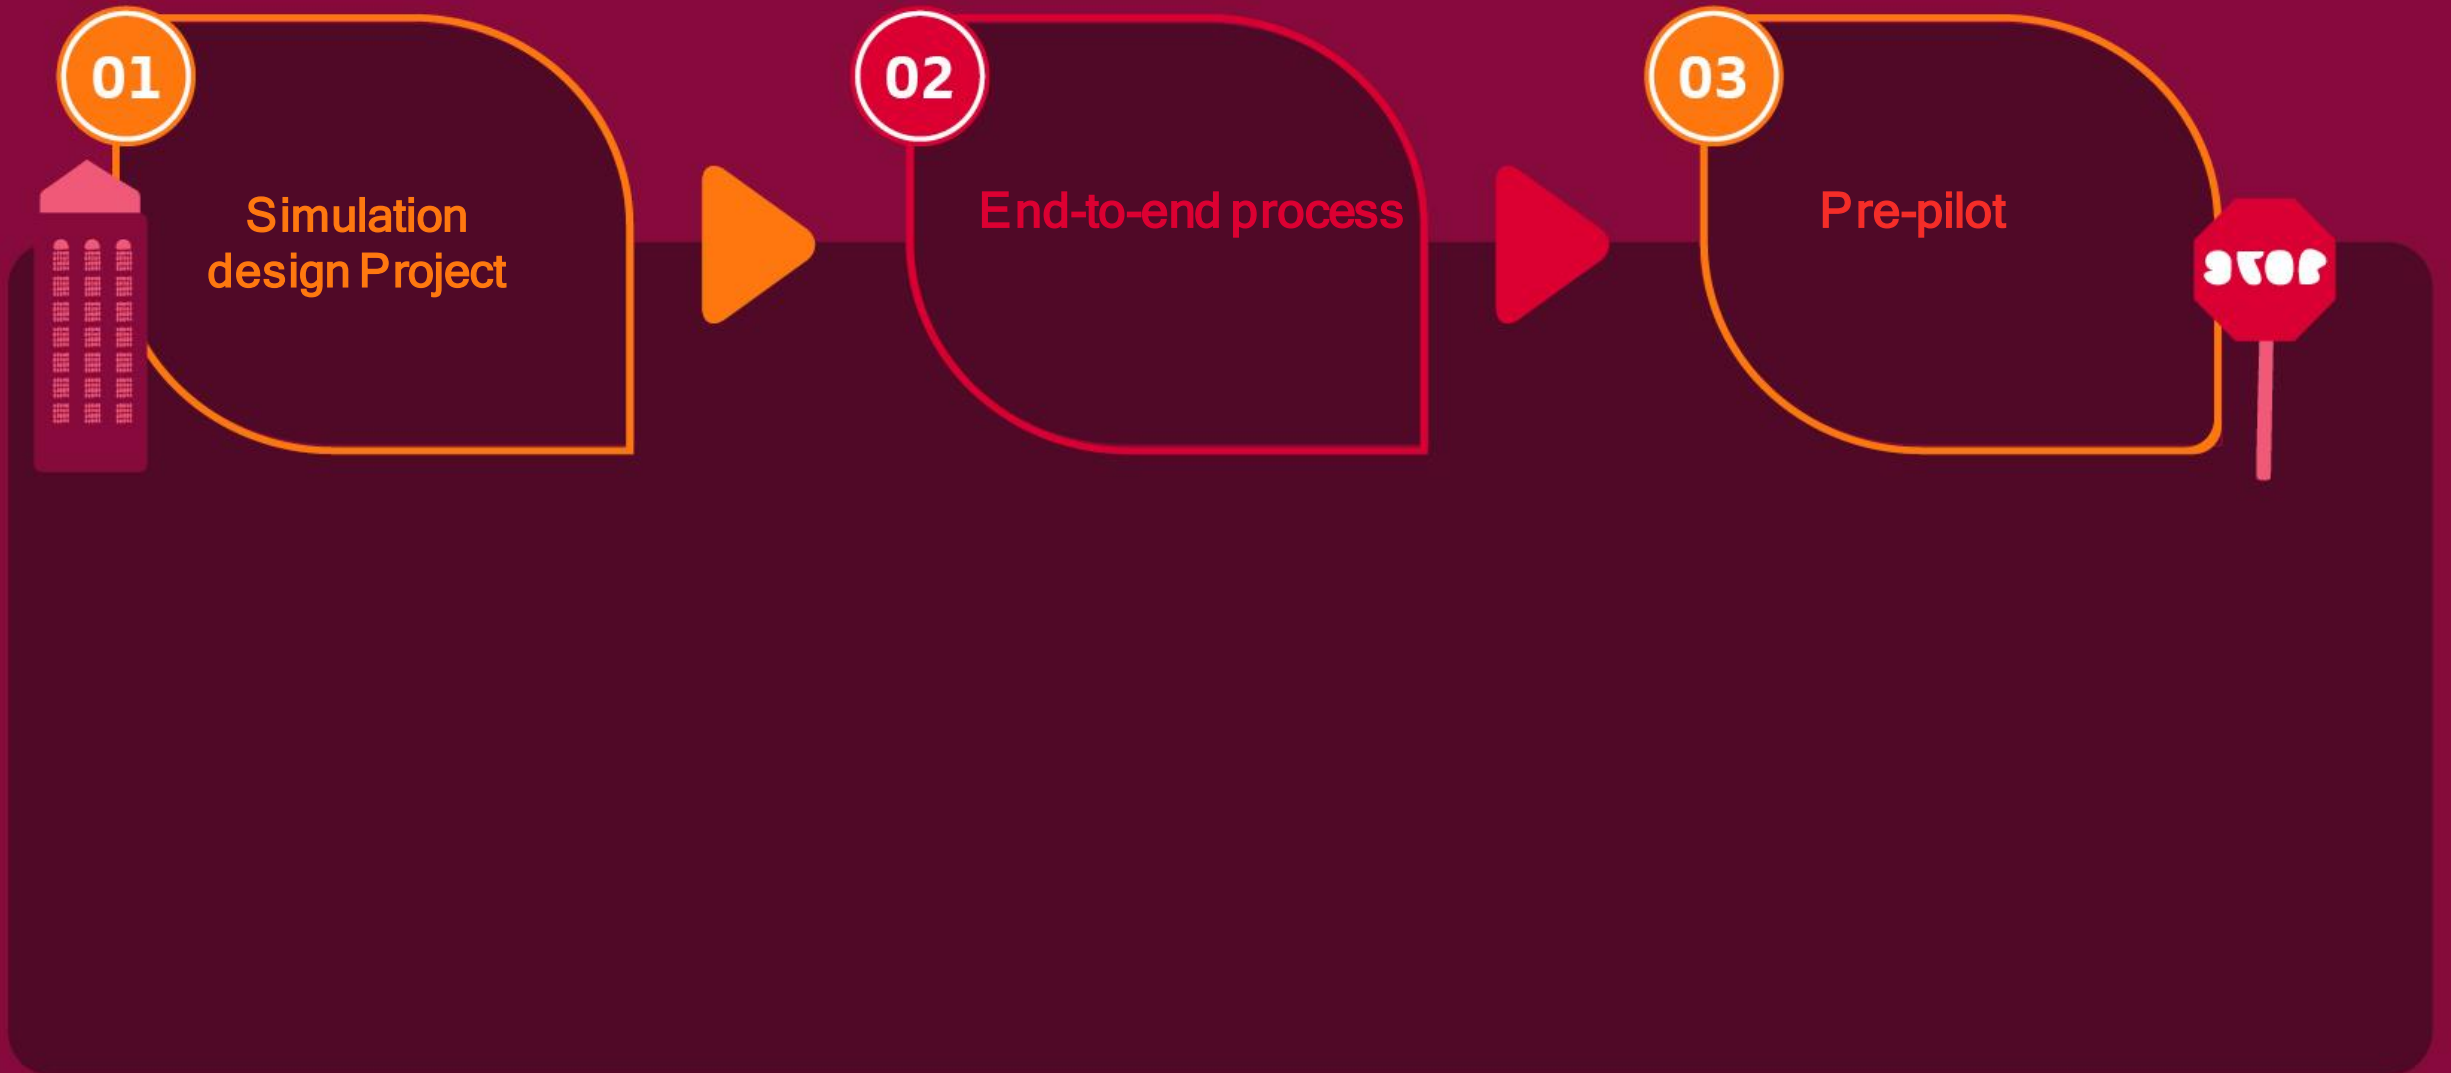 01
02
03
Simulation
design Project
End-to-end process
Pre-pilot